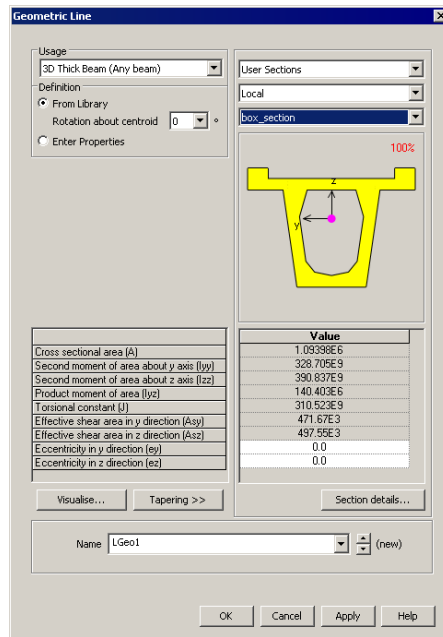 Geometric Line
Usage
3D Thick Beam (Any beam)
Definition
From Library
Rotation about centroid 0 °
Enter Properties
User Sections
Local
box_section
100%
z
y
Value
Cross sectional area (A) 1.09398E6
Second moment of area about y axis (Iyy) 328.705E9
Second moment of area about z axis (Izz) 390.837E9
Product moment of area (Iyz) 140.403E6
Torsional constant (J) 310.523E9
Effective shear area in y direction (Asy) 471.67E3
Effective shear area in z direction (Asz) 497.55E3
Eccentricity in y direction (ey) 0.0
Eccentricity in z direction (ez) 0.0
Visualise... Tapering >> Section details...
Name LGeo1 (new)
OK Cancel Apply Help